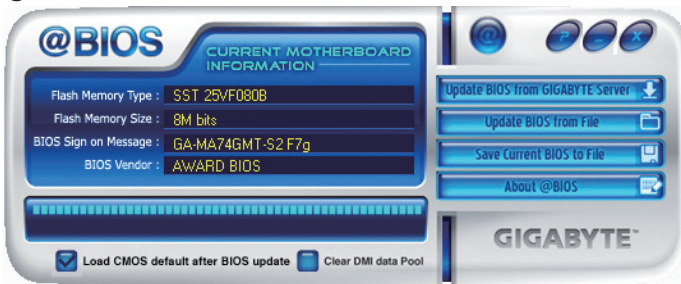 @BIOS
CURRENT MOTHERBOARD
INFORMATION
Flash Memory Type : SST 25VF080B
Flash Memory Size : 8M bits
BIOS Sign on Message : GA-MA74GMT-S2 F7g
BIOS Vendor : AWARD BIOS
Load CMOS default after BIOS update Clear DMI data Pool
@ ? - X
Update BIOS from GIGABYTE Server
Update BIOS from File
Save Current BIOS to File
About @BIOS
GIGABYTE™